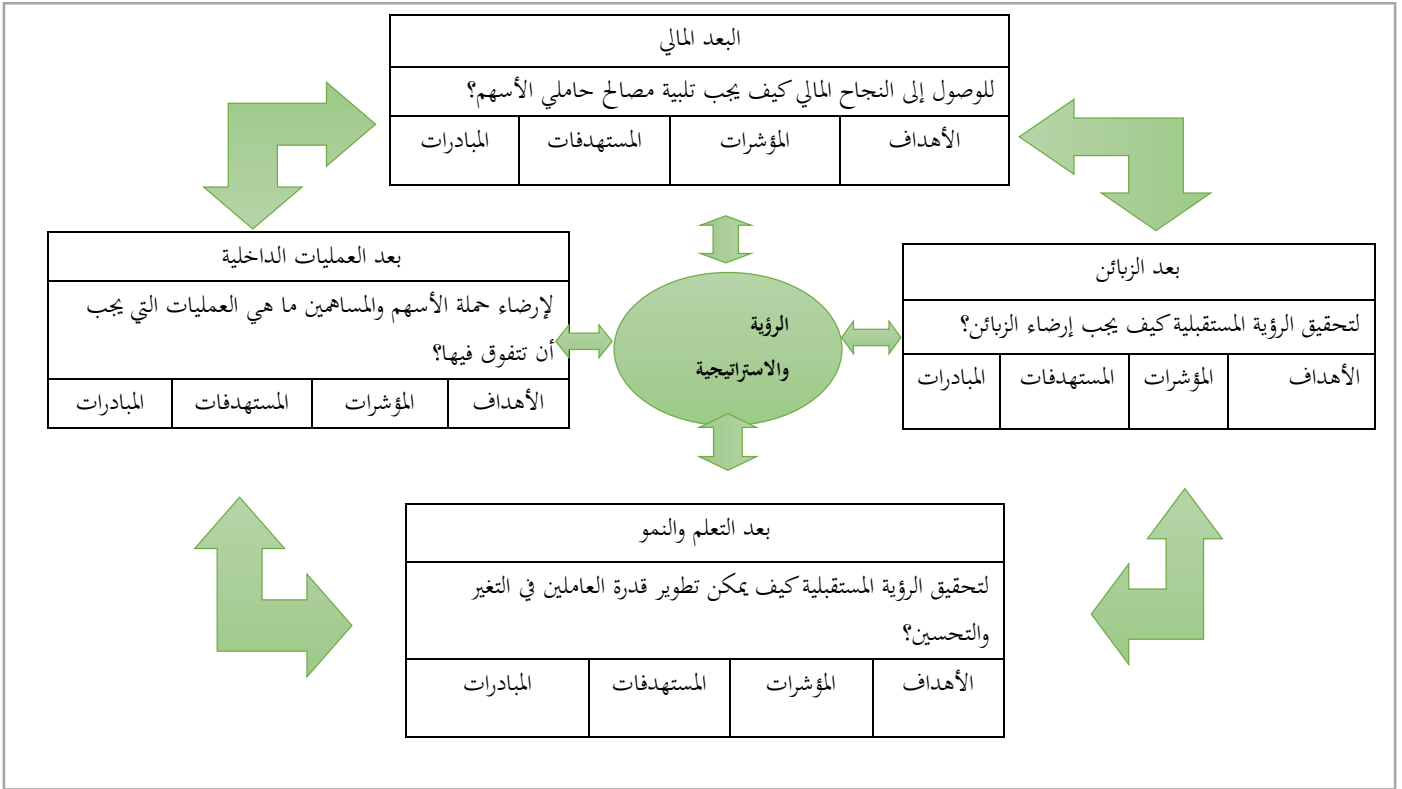 البعد المالي
للوصول إلى النجاح المالي كيف يجب تلبية مصالح حاملي الأسهم؟
الأهداف المؤشرات المستهدفات المبادرات
بعد الزبائن
لتحقيق الرؤية المستقبلية كيف يجب إرضاء الزبائن؟
الأهداف المؤشرات المستهدفات المبادرات
الرؤية
والاستراتيجية
بعد العمليات الداخلية
لإرضاء حملة الأسهم والمساهمين ما هي العمليات التي يجب
أن تتفوق فيها؟
الأهداف المؤشرات المستهدفات المبادرات
بعد التعلم والنمو
لتحقيق الرؤية المستقبلية كيف يمكن تطوير قدرة العاملين في التغير
والتحسين؟
الأهداف المؤشرات المستهدفات المبادرات